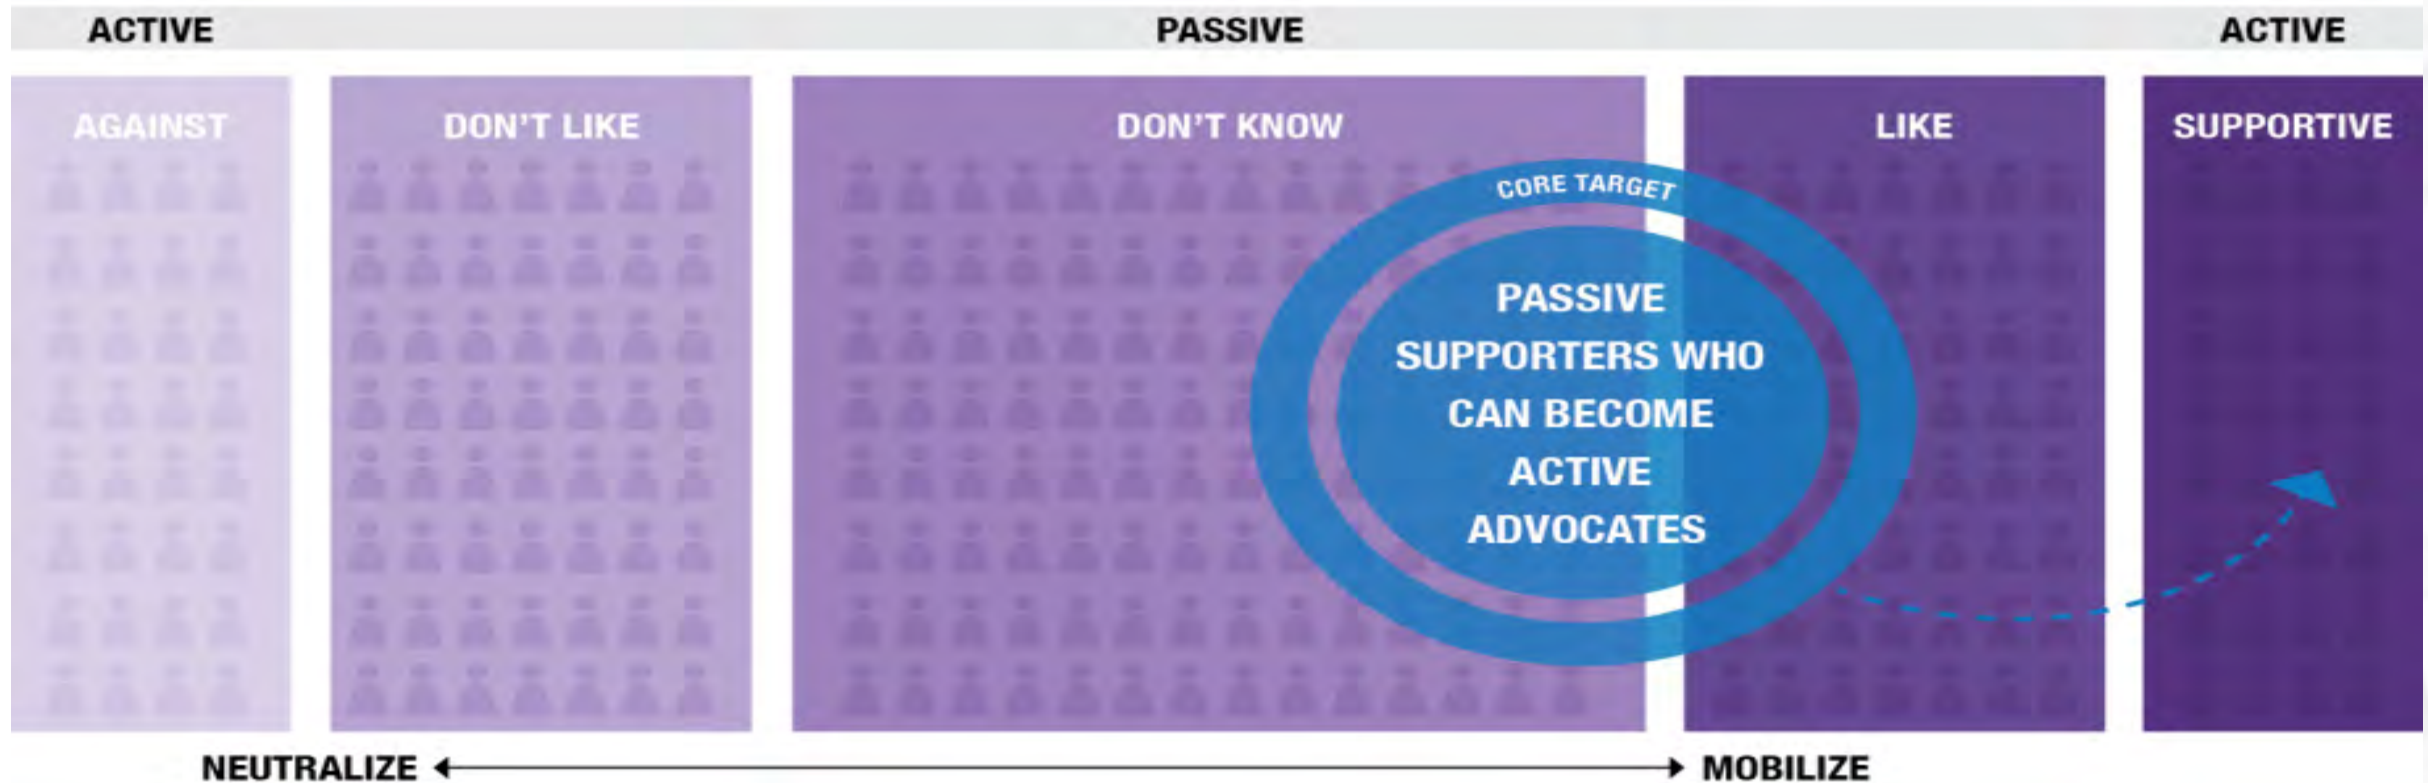 ACTIVE PASSIVE ACTIVE
AGAINST DON'T LIKE DON'T KNOW LIKE SUPPORTIVE
CORE TARGET
PASSIVE
SUPPORTERS WHO
CAN BECOME
ACTIVE
ADVOCATES
NEUTRALIZE MOBILIZE